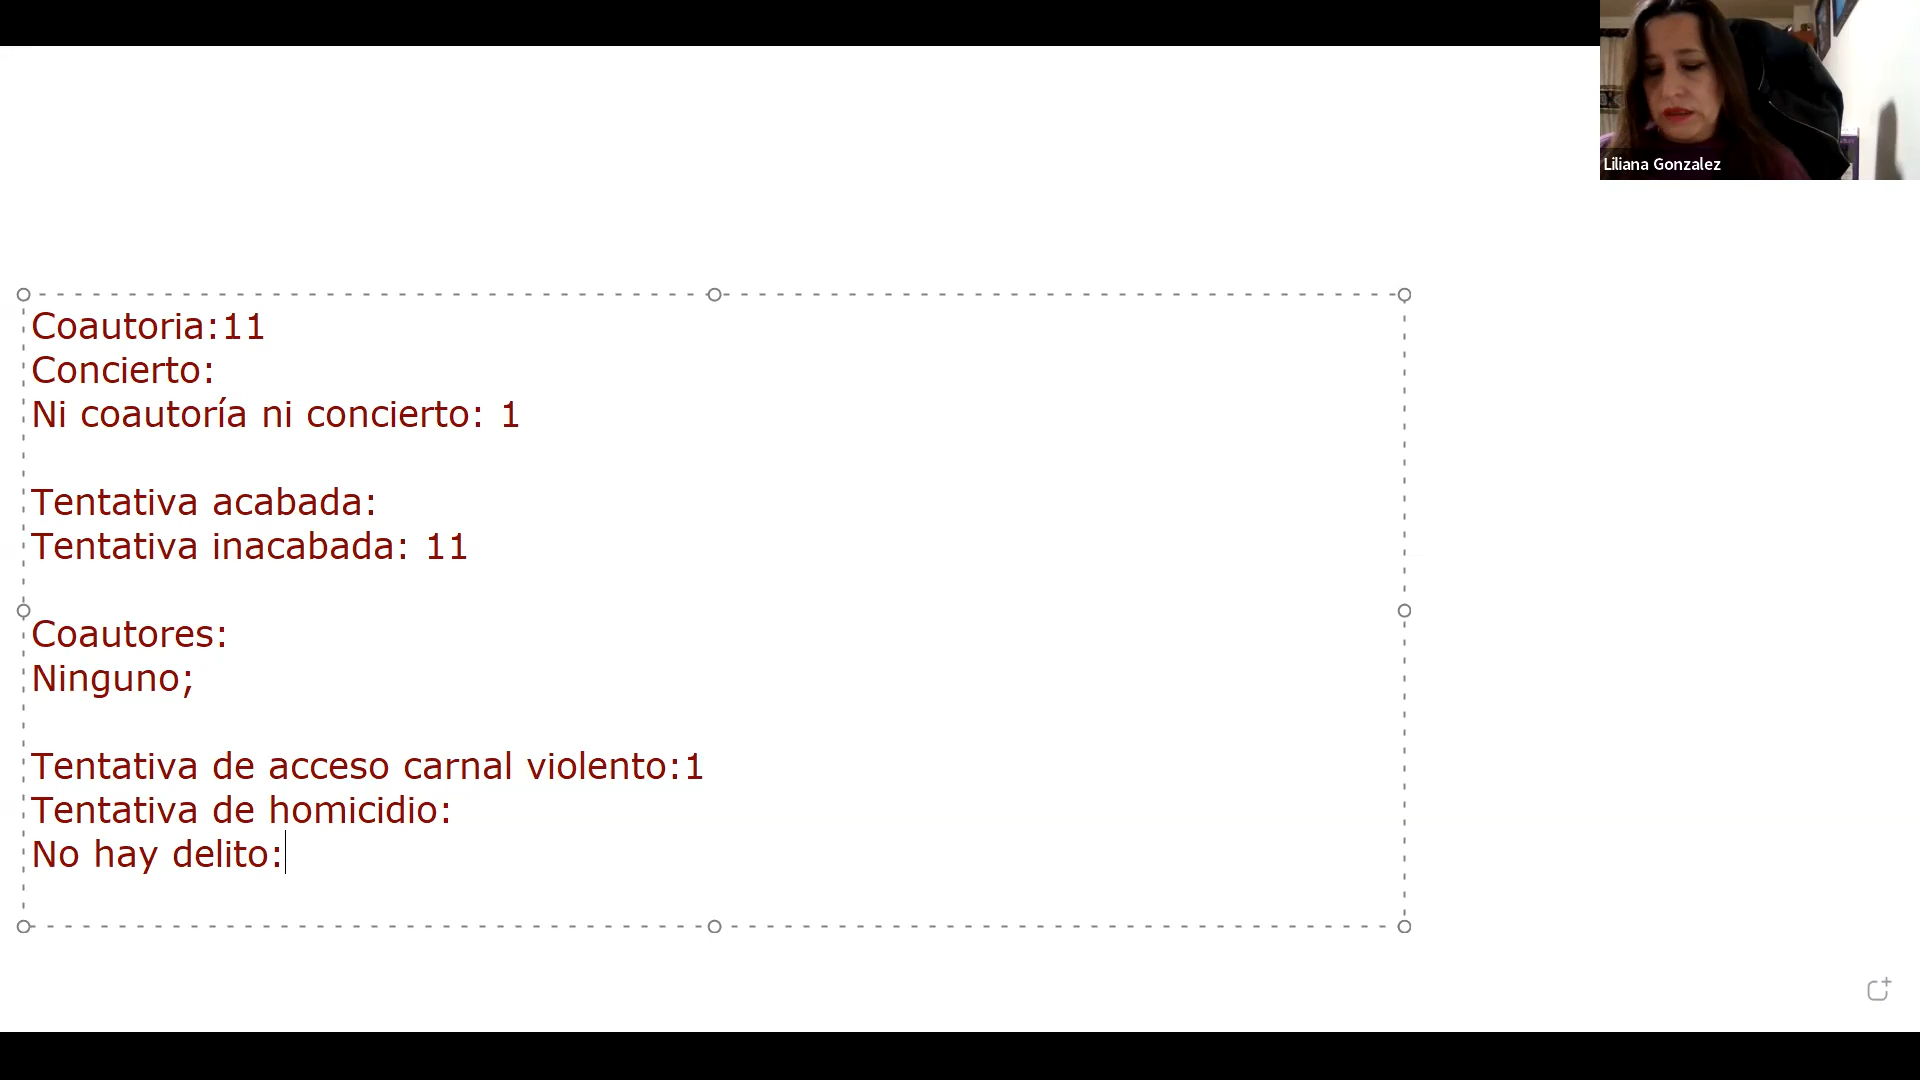 Liliana Gonzalez
Coautoria:11
Concierto:
Ni coautoría ni concierto: 1
Tentativa acabada:
Tentativa inacabada: 11
Coautores:
Ninguno;
Tentativa de acceso carnal violento:1
Tentativa de homicidio:
No hay delito: